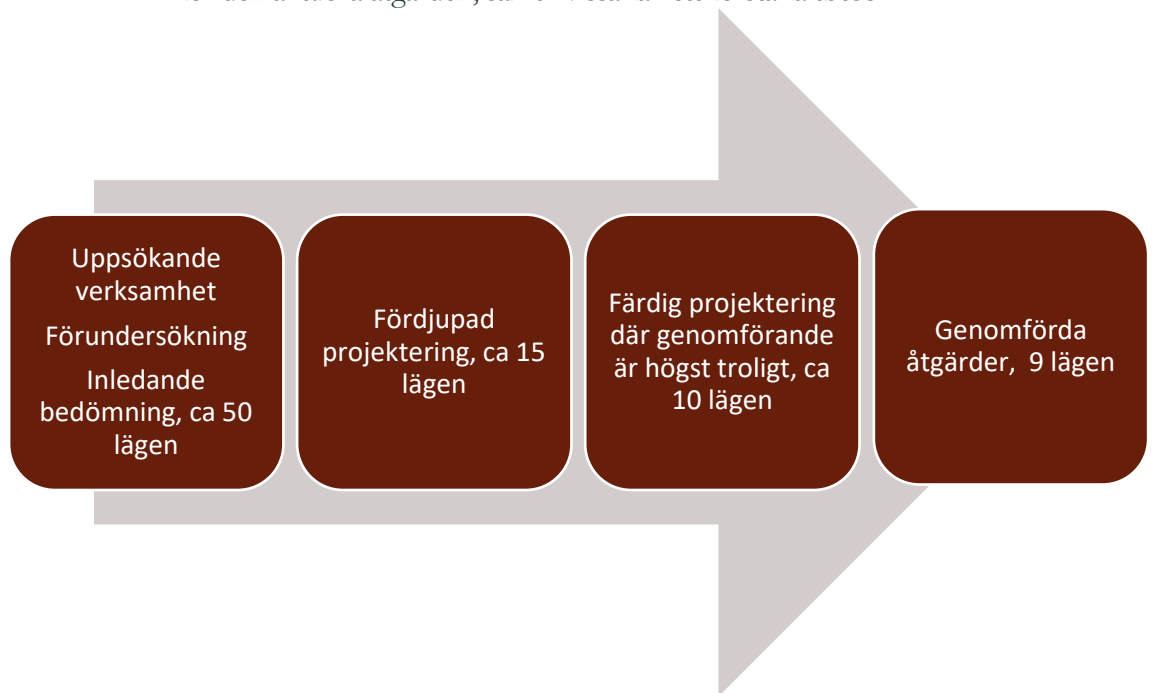 Uppsökande
verksamhet
Förundersökning
Inledande
bedömning, ca 50
lägen
Fördjupad
projektering, ca 15
lägen
Färdig projektering
där genomförande
är högst troligt, ca
10 lägen
Genomförda
åtgärder,  9 lägen